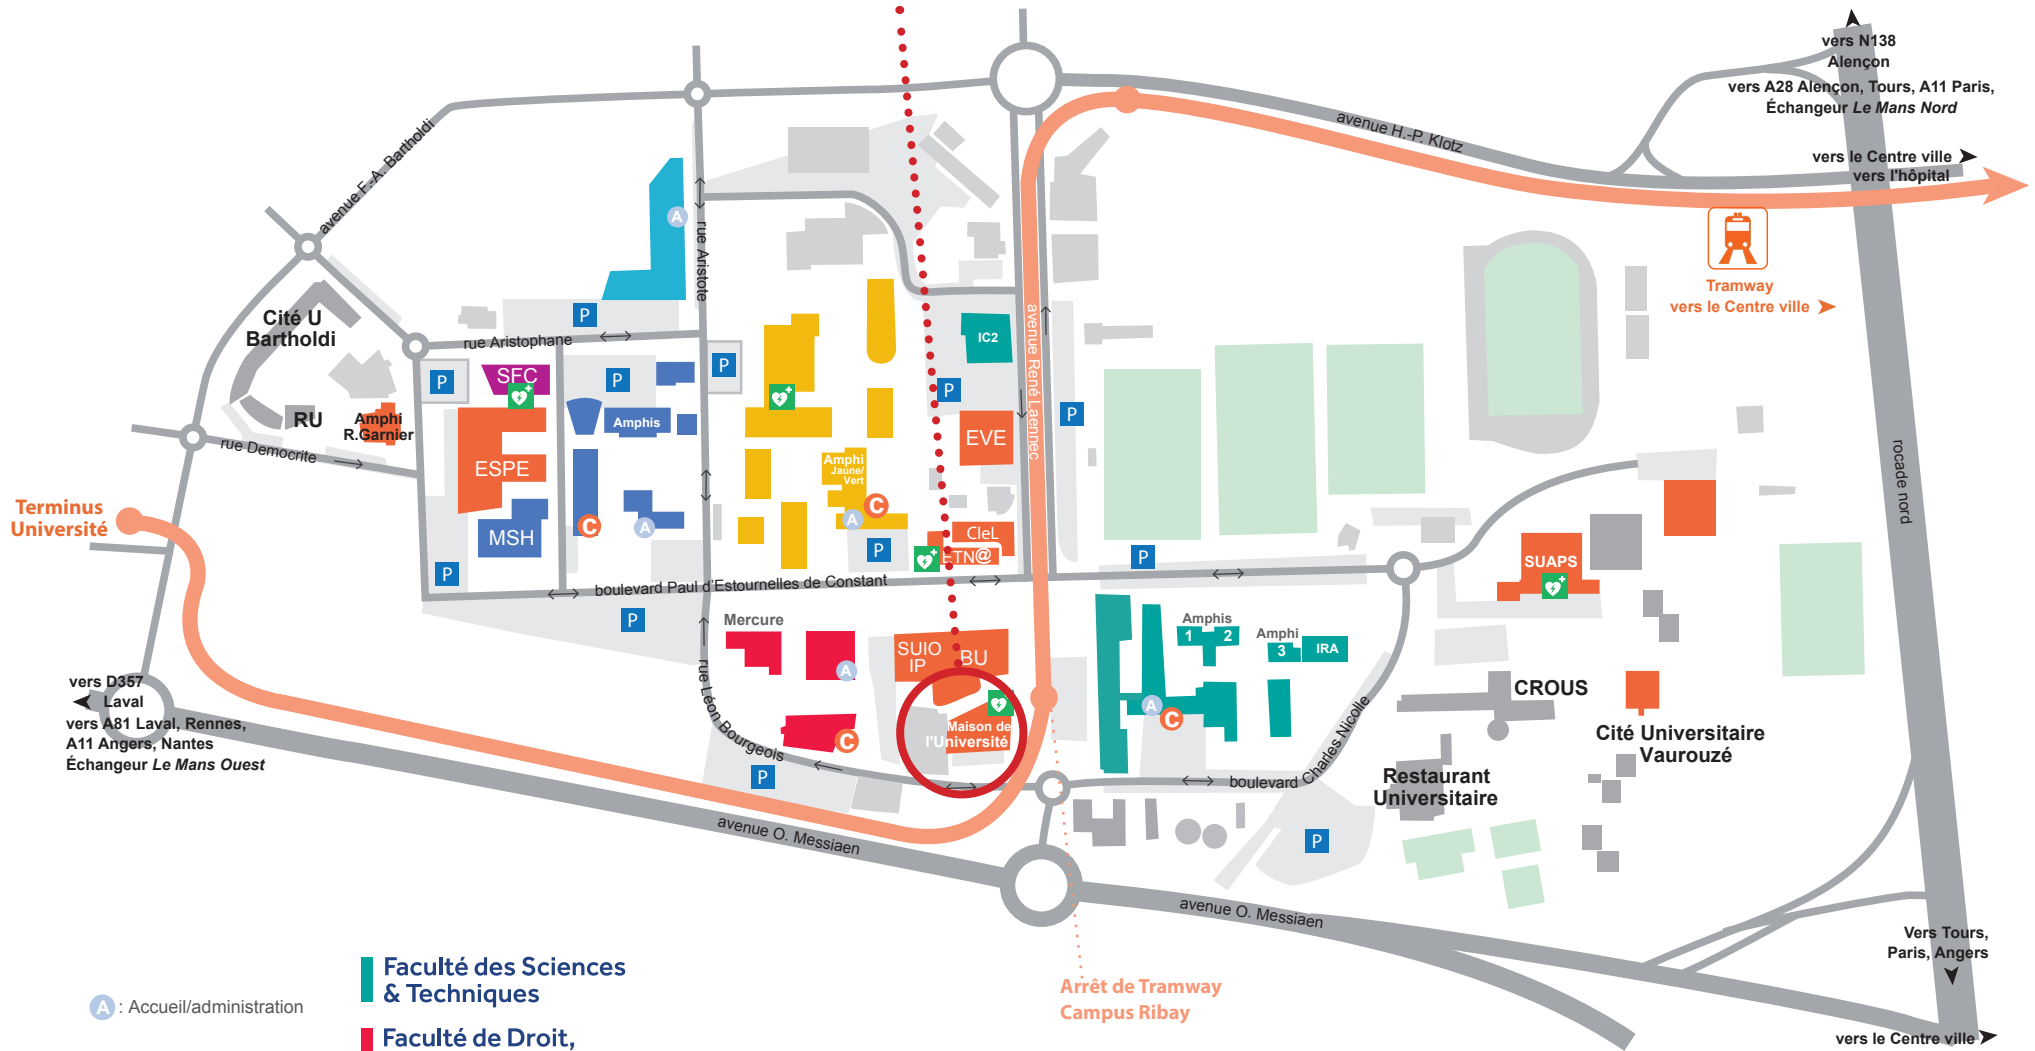 vers N138
Alençon
vers A28 Alençon, Tours, A11 Paris,
Échangeur Le Mans Nord
avenue H.-P. Klotz
vers le Centre ville
vers l'hôpital
avenue F.-A. Bartholdi
A
rue Aristote
Tramway
vers le Centre ville
Cité U
Bartholdi
P
rue Aristophane
avenue René Laennec
IC2
SFC
P
P
P
P
P
RU
Amphi
R.Garnier
Amphis
EVE
rue Democrite
ESPE
Amphi
Jaune/
Vert
rocade nord
Terminus
Université
MSH
C
A
C
A
P
CIeL
ETN@
P
SUAPS
P
boulevard Paul d'Estournelles de Constant
P
Mercure
SUIO
IP
BU
Amphis
1
2
Amphi
3
IRA
A
vers D357
Laval
vers A81 Laval, Rennes,
A11 Angers, Nantes
Échangeur Le Mans Ouest
rue Léon Bourgeois
C
Maison de
l'Université
A
C
CROUS
Cité Universitaire
Vaurouzé
P
boulevard Charles Nicolle
Restaurant
Universitaire
avenue O. Messiaen
P
avenue O. Messiaen
Vers Tours,
Paris, Angers
Arrêt de Tramway
Campus Ribay
vers le Centre ville
A : Accueil/administration
Faculté des Sciences
& Techniques
Faculté de Droit,